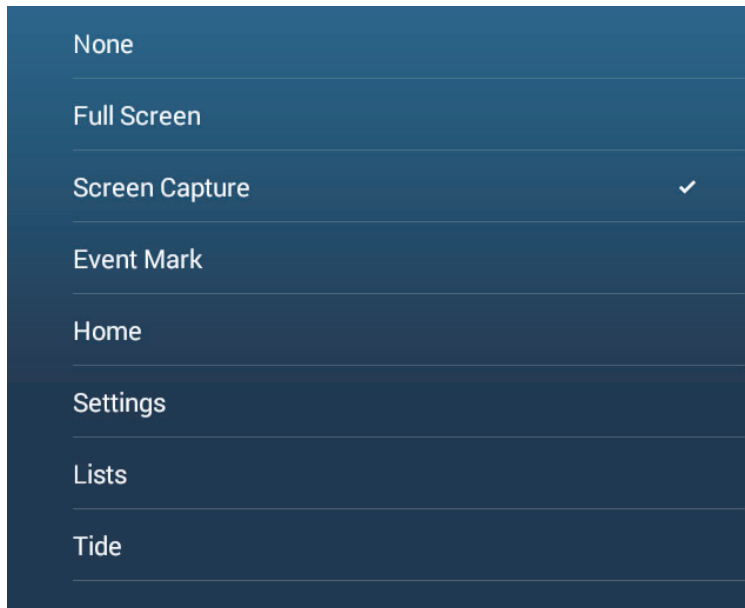 None
Full Screen
Screen Capture
Event Mark
Home
Settings
Lists
Tide